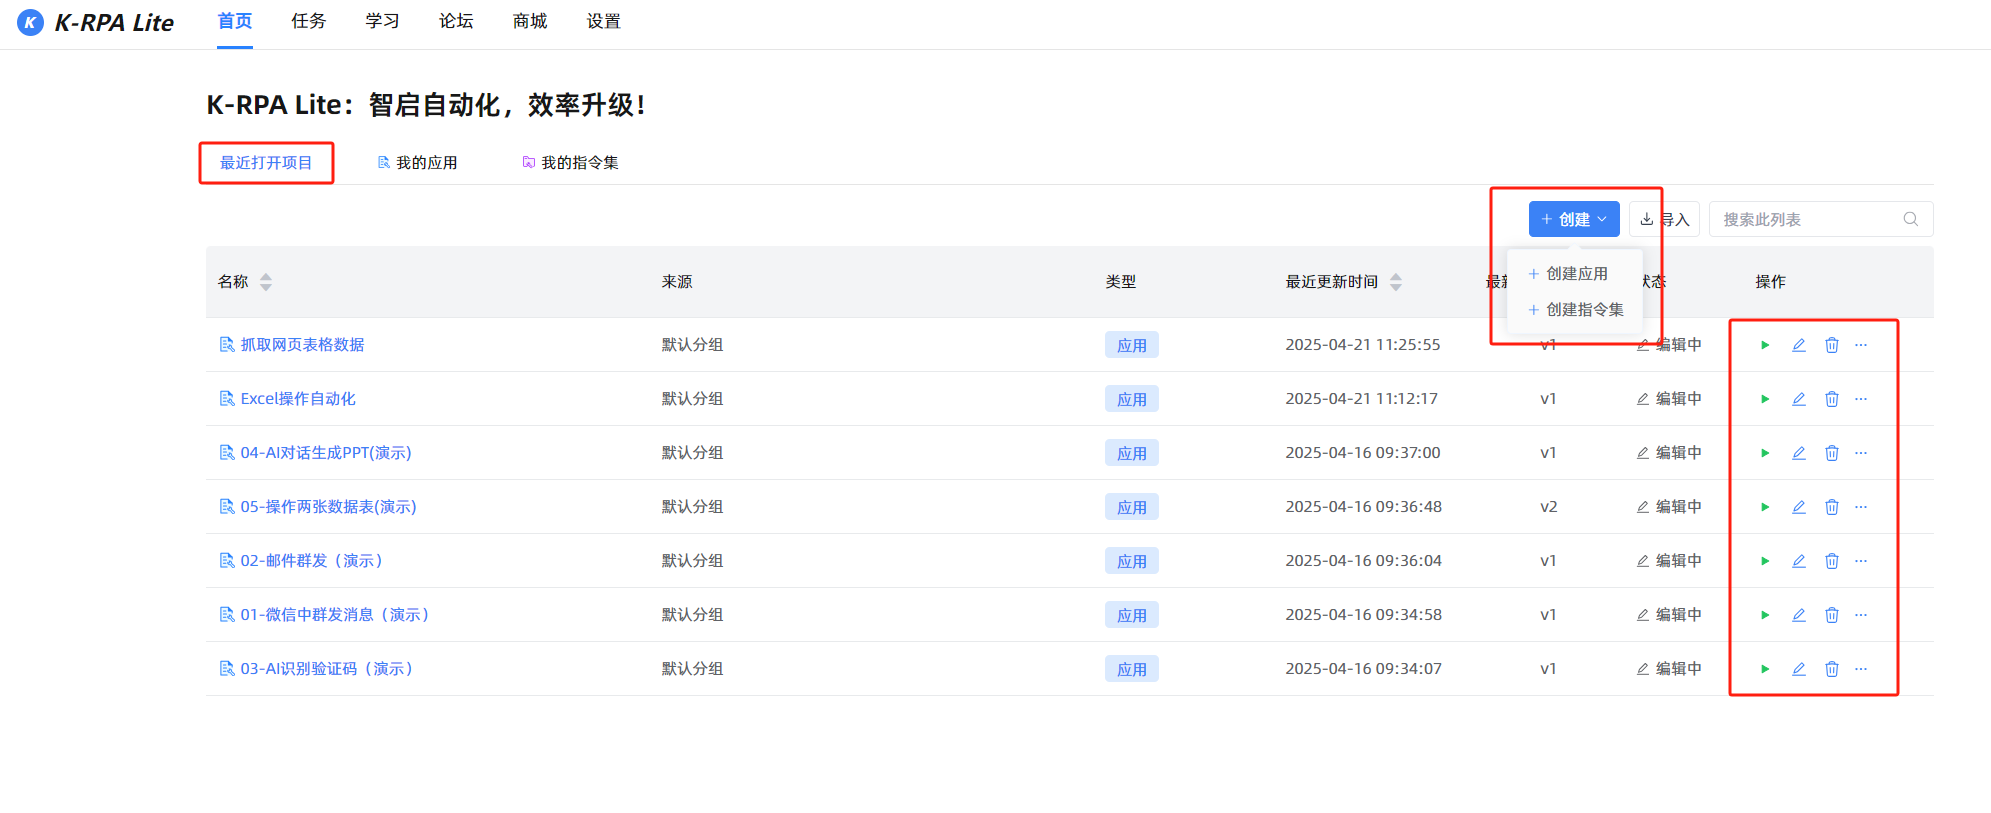 K K-RPA Lite 首页 任务 学习 论坛 商城 设置
K-RPA Lite：智启自动化，效率升级！
最近打开项目 我的应用 我的指令集
+ 创建 导入 搜索此列表
+ 创建应用
+ 创建指令集
名称 来源 类型 最近更新时间 最新 状态 操作
抓取网页表格数据 默认分组 应用 2025-04-21 11:25:55 v1 编辑中 ...
Excel操作自动化 默认分组 应用 2025-04-21 11:12:17 v1 编辑中 ...
04-AI对话生成PPT(演示) 默认分组 应用 2025-04-16 09:37:00 v1 编辑中 ...
05-操作两张数据表(演示) 默认分组 应用 2025-04-16 09:36:48 v2 编辑中 ...
02-邮件群发（演示） 默认分组 应用 2025-04-16 09:36:04 v1 编辑中 ...
01-微信中群发消息（演示） 默认分组 应用 2025-04-16 09:34:58 v1 编辑中 ...
03-AI识别验证码（演示） 默认分组 应用 2025-04-16 09:34:07 v1 编辑中 ...